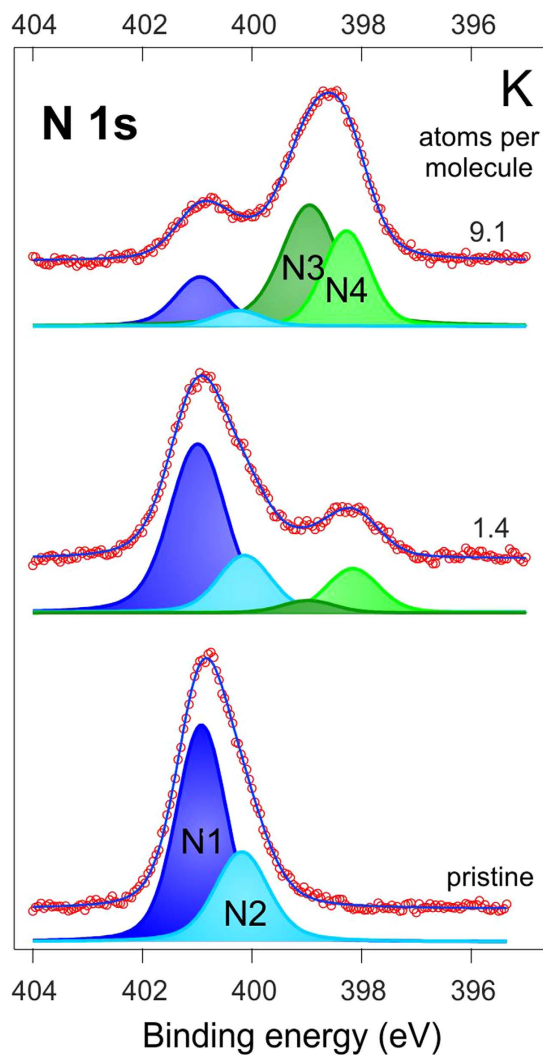 404 402 400 398 396
N 1s
K
atoms per
molecule
9.1
N3
N4
1.4
N1
N2
pristine
404 402 400 398 396
Binding energy (eV)